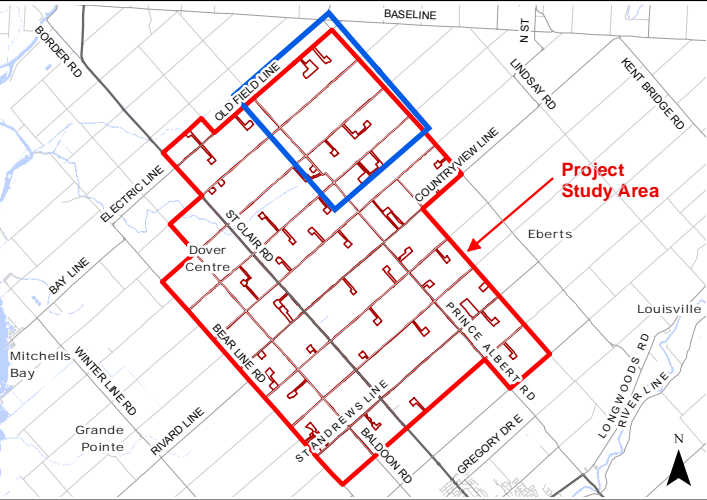 BASELINE
N ST
BORDER RD
LINDSAY RD
KENT BRIDGE RD
OLD FIELD LINE
COUNTRYVIEW LINE
Project
Study Area
ELECTRIC LINE
ST CLAIR RD
Eberts
Dover
Centre
BAY LINE
PRINCE ALBERT RD
Louisville
BEAR LINE RD
LONGWOODS RD
RIVER LINE
Mitchells
Bay
WINTER LINE RD
ST ANDREWS LINE
RIVARD LINE
Grande
Pointe
BALDOON RD
GREGORY DR E
N